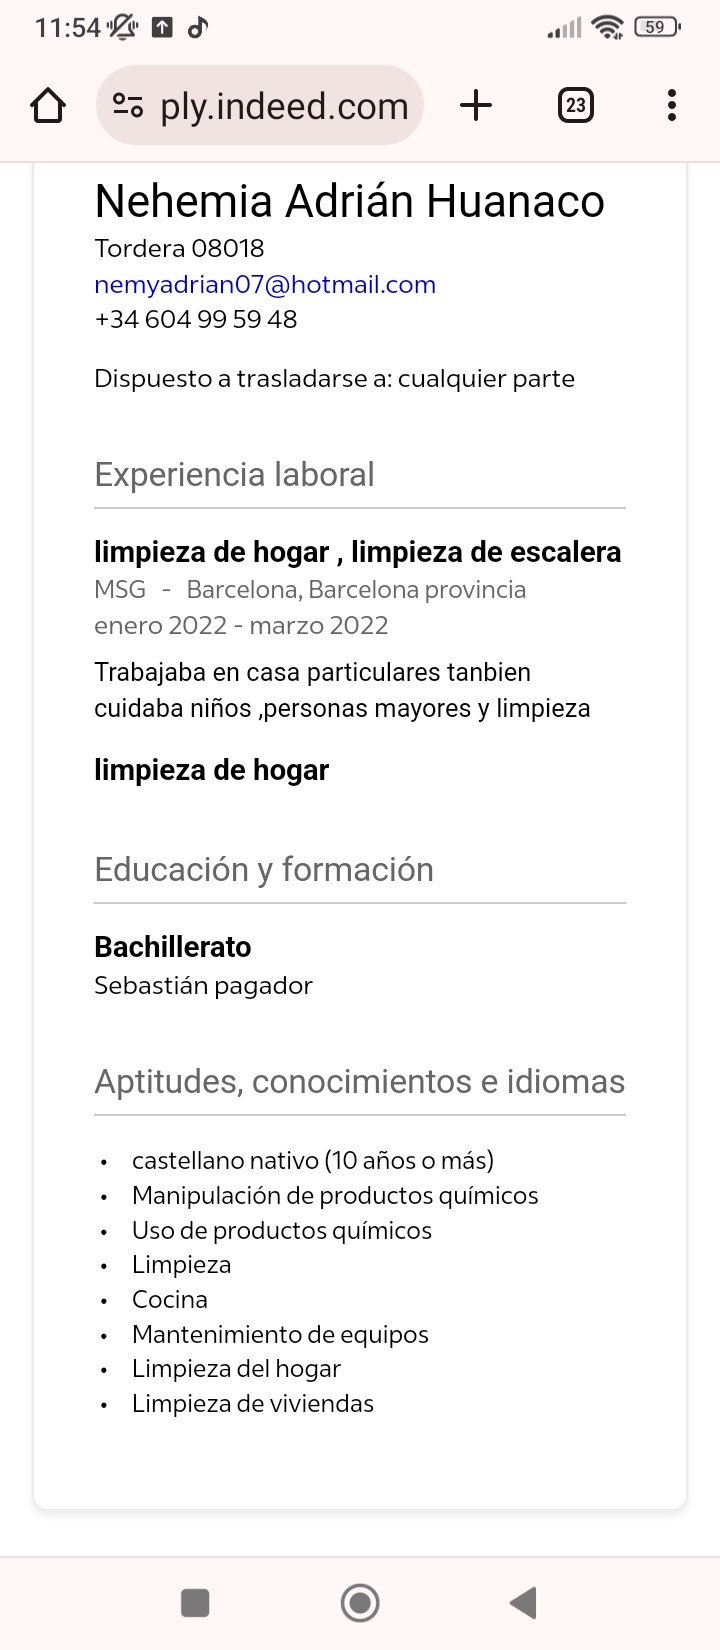 11:54
59
ply.indeed.com
23
Nehemia Adrián Huanaco
Tordera 08018
nemyadrian07@hotmail.com
+34 604 99 59 48
Dispuesto a trasladarse a: cualquier parte
Experiencia laboral
limpieza de hogar , limpieza de escalera
MSG - Barcelona, Barcelona provincia
enero 2022 - marzo 2022
Trabajaba en casa particulares tanbien
cuidaba niños ,personas mayores y limpieza
limpieza de hogar
Educación y formación
Bachillerato
Sebastián pagador
Aptitudes, conocimientos e idiomas
• castellano nativo (10 años o más)
• Manipulación de productos químicos
• Uso de productos químicos
• Limpieza
• Cocina
• Mantenimiento de equipos
• Limpieza del hogar
• Limpieza de viviendas